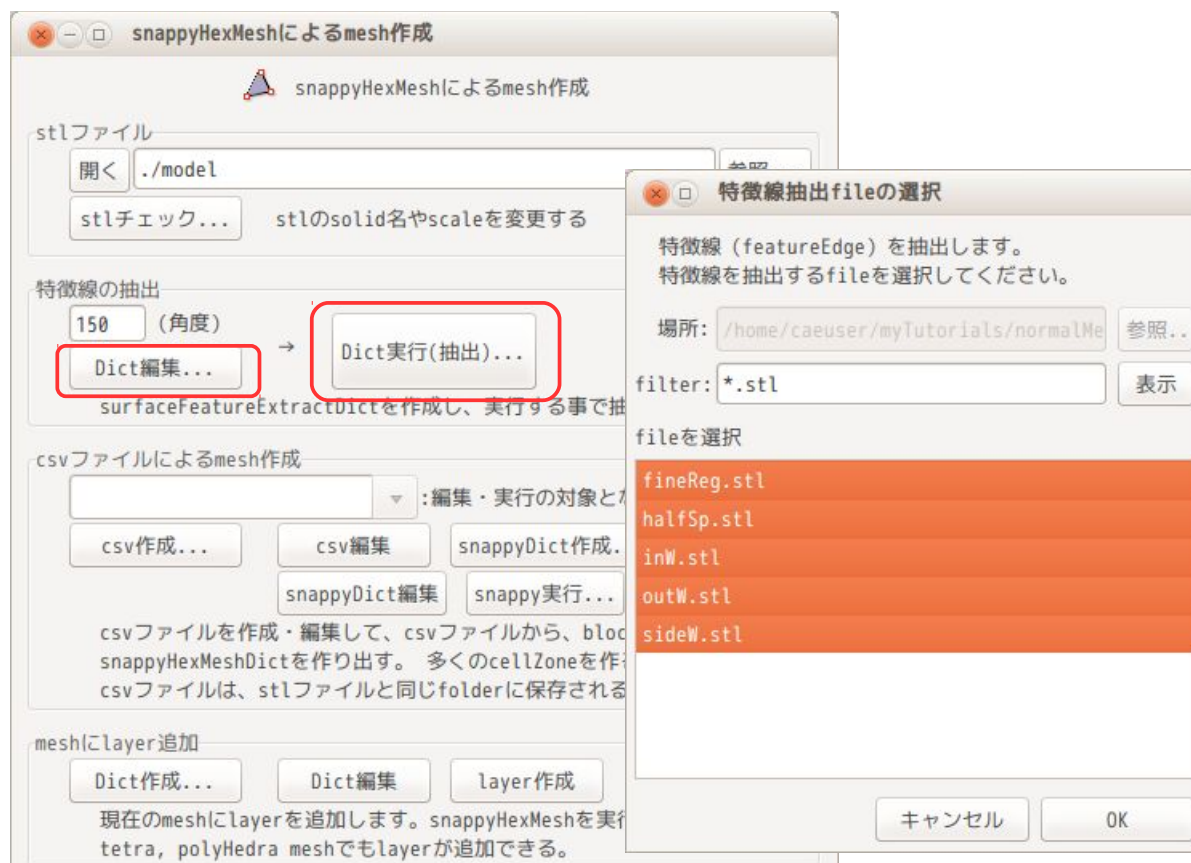 snappyHexMeshによるmesh作成
snappyHexMeshによるmesh作成
stlファイル
開く ./model
stlチェック... stlのsolid名やscaleを変更する
特徴線の抽出
150 (角度)
Dict編集... → Dict実行(抽出)...
surfaceFeatureExtractDictを作成し、実行する事で抽
csvファイルによるmesh作成
:編集・実行の対象とな
csv作成... csv編集 snappyDict作成.
snappyDict編集 snappy実行...
csvファイルを作成・編集して、csvファイルから、bloc
snappyHexMeshDictを作り出す。 多くのcellZoneを作
csvファイルは、stlファイルと同じfolderに保存される
meshにlayer追加
Dict作成... Dict編集 layer作成
現在のmeshにlayerを追加します。snappyHexMeshを実行
tetra, polyHedra meshでもlayerが追加できる。
特徴線抽出fileの選択
特徴線（featureEdge）を抽出します。
特徴線を抽出するfileを選択してください。
場所: /home/caeuser/myTutorials/normalMe 参照..
filter: *.stl 表示
fileを選択
fineReg.stl
halfSp.stl
inW.stl
outW.stl
sideW.stl
キャンセル OK